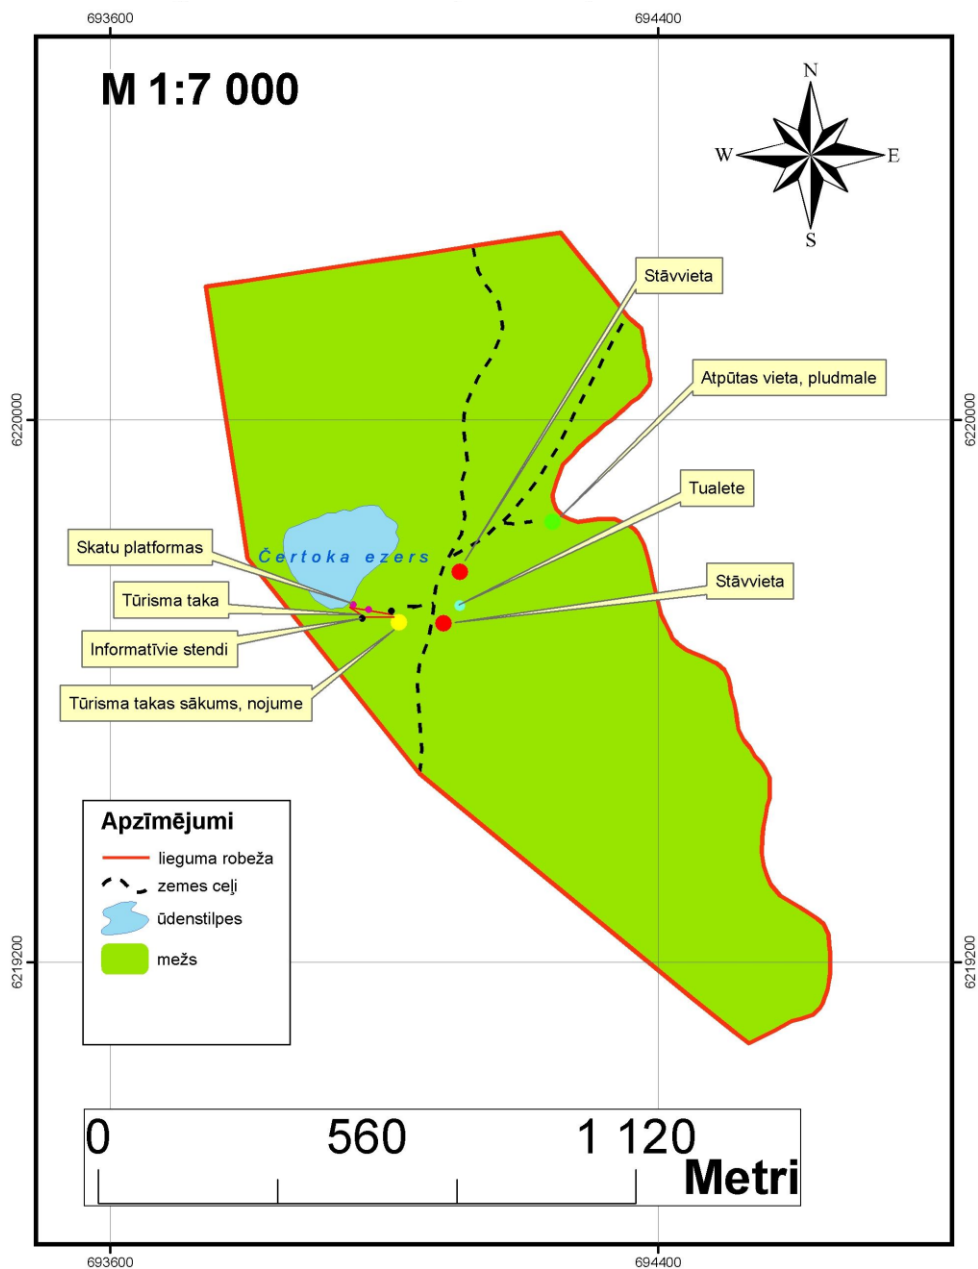 693600
694400
M 1:7 000
N
W
E
S
Stāvvieta
Atpūtas vieta, pludmale
6220000
6220000
Tualete
Skatu platformas
Čertoka ezers
Stāvvieta
Tūrisma taka
Informatīvie stendi
Tūrisma takas sākums, nojume
Apzīmējumi
lieguma robeža
zemes ceļi
ūdenstilpes
mežs
6219200
6219200
0 560 1 120
Metri
693600
694400